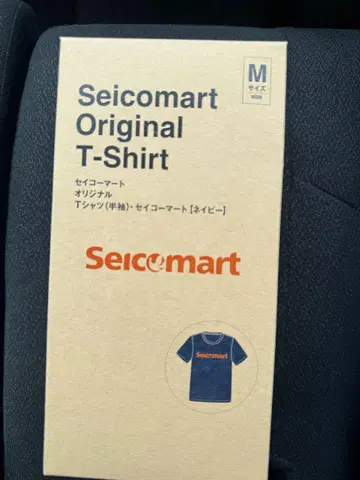 M
サイズ
Seicomart
Original
T-Shirt
セイコーマート
オリジナル
Tシャツ(半袖)・セイコーマート【ネイビー】
Seicomart
Seicomart